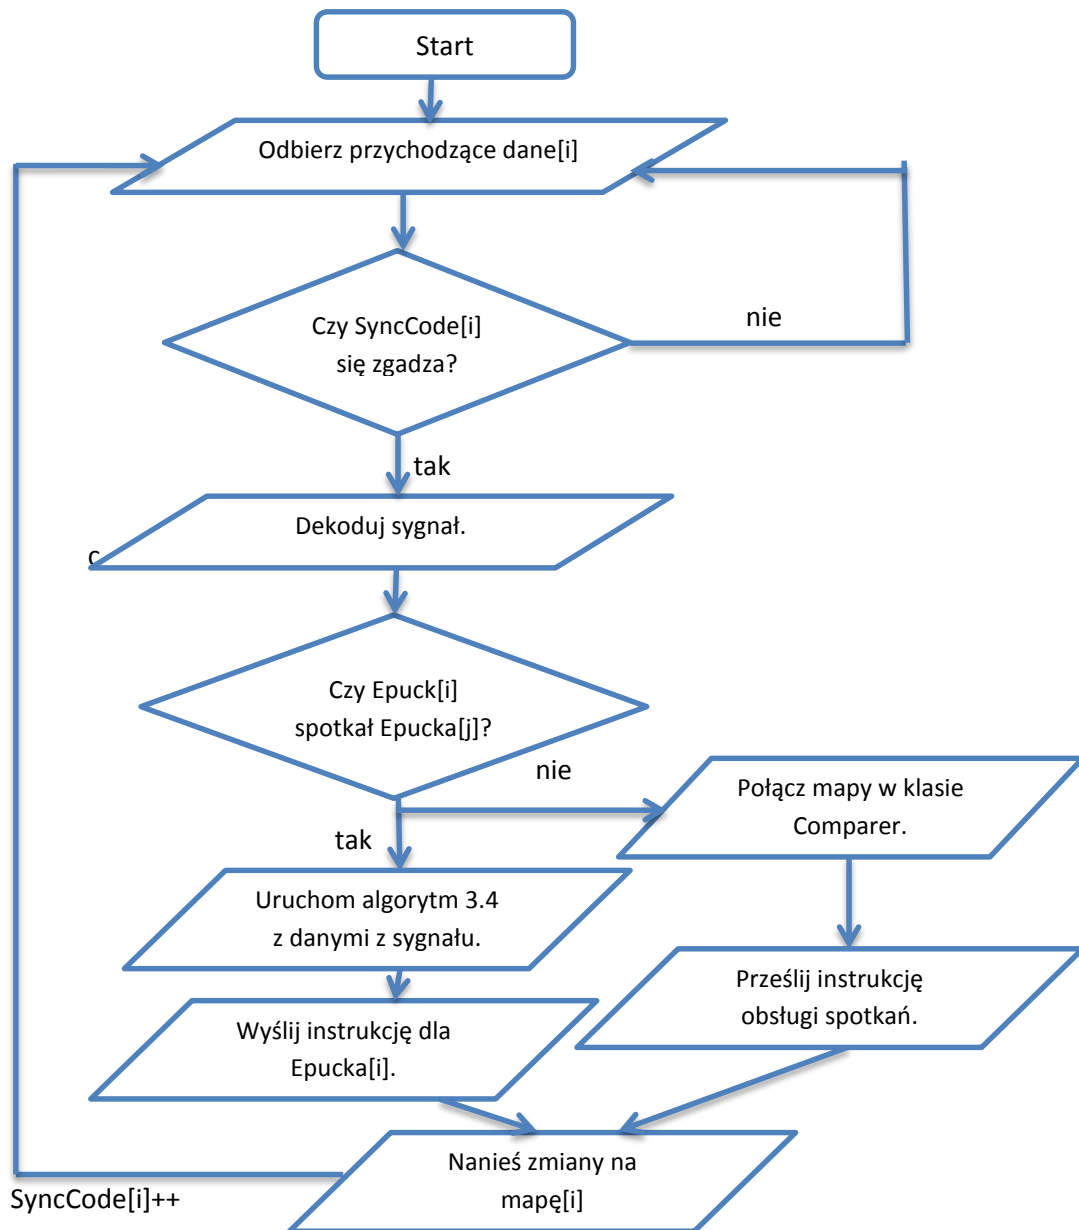 Start
Odbierz przychodzące dane[i]
Czy SyncCode[i]
się zgadza?
nie
tak
Dekoduj sygnał.
c
Czy Epuck[i]
spotkał Epucka[j]?
nie
tak
Połącz mapy w klasie
Comparer.
Uruchom algorytm 3.4
z danymi z sygnału.
Prześlij instrukcję
obsługi spotkań.
Wyślij instrukcję dla
Epucka[i].
Nanieś zmiany na
mapę[i]
SyncCode[i]++